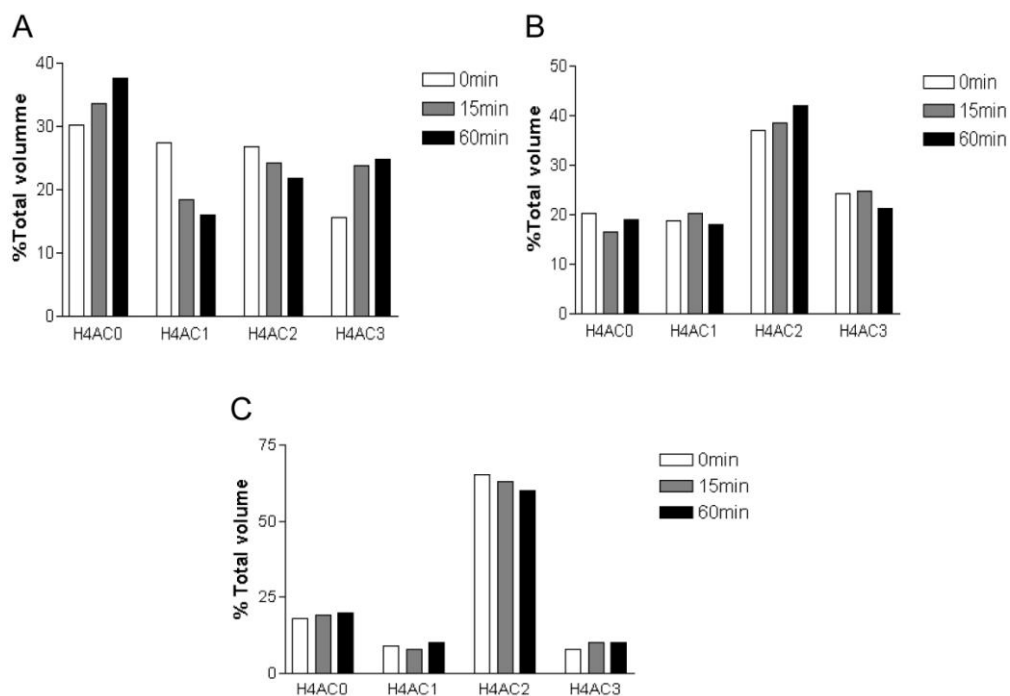 A
%Total volumme
40
30
20
10
0
H4AC0 H4AC1 H4AC2 H4AC3
0min
15min
60min
B
%Total volume
50
40
30
20
10
0
H4AC0 H4AC1 H4AC2 H4AC3
0min
15min
60min
C
% Total volume
75
50
25
0
H4AC0 H4AC1 H4AC2 H4AC3
0min
15min
60min